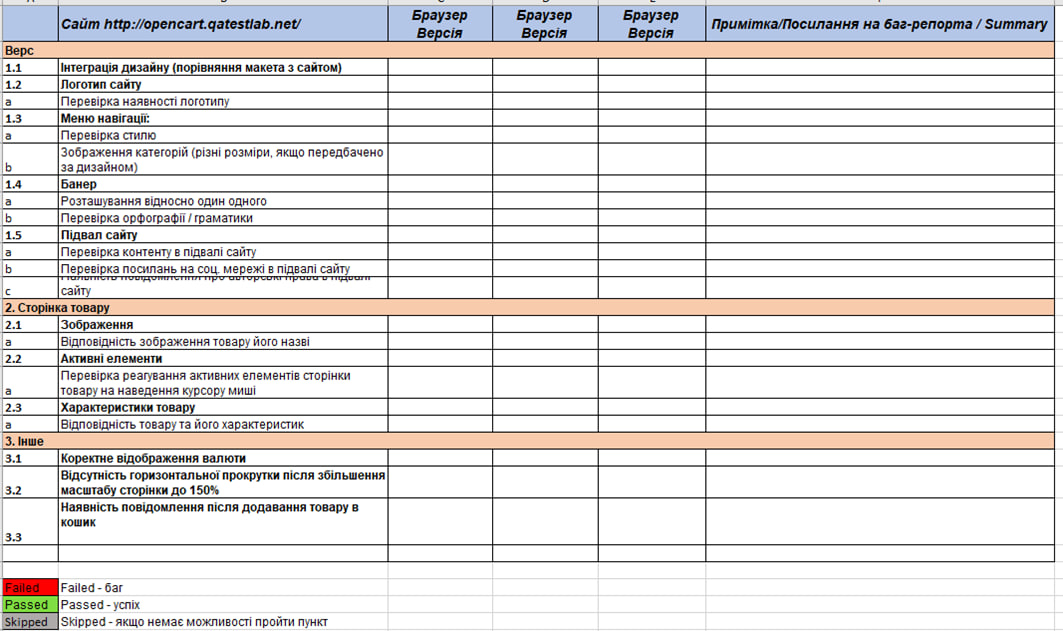 Сайт http://opencart.qatestlab.net/ Браузер Версія Браузер Версія Браузер Версія Примітка/Посилання на баг-репорта / Summary
Верс
1.1 Інтеграція дизайну (порівняння макета з сайтом)
1.2 Логотип сайту
a Перевірка наявності логотипу
1.3 Меню навігації:
a Перевірка стилю
b Зображення категорій (різні розміри, якщо передбачено
за дизайном)
1.4 Банер
a Розташування відносно один одного
b Перевірка орфографії / граматики
1.5 Підвал сайту
a Перевірка контенту в підвалі сайту
b Перевірка посилань на соц. мережі в підвалі сайту
c Наявність повідомлення про авторські права в підвалі
сайту
2. Сторінка товару
2.1 Зображення
a Відповідність зображення товару його назві
2.2 Активні елементи
a Перевірка реагування активних елементів сторінки
товару на наведення курсору миші
2.3 Характеристики товару
a Відповідність товару та його характеристик
3. Інше
3.1 Коректне відображення валюти
3.2 Відсутність горизонтальної прокрутки після збільшення
масштабу сторінки до 150%
3.3 Наявність повідомлення після додавання товару в
кошик
Failed Failed - баг
Passed Passed - успіх
Skipped Skipped - якщо немає можливості пройти пункт